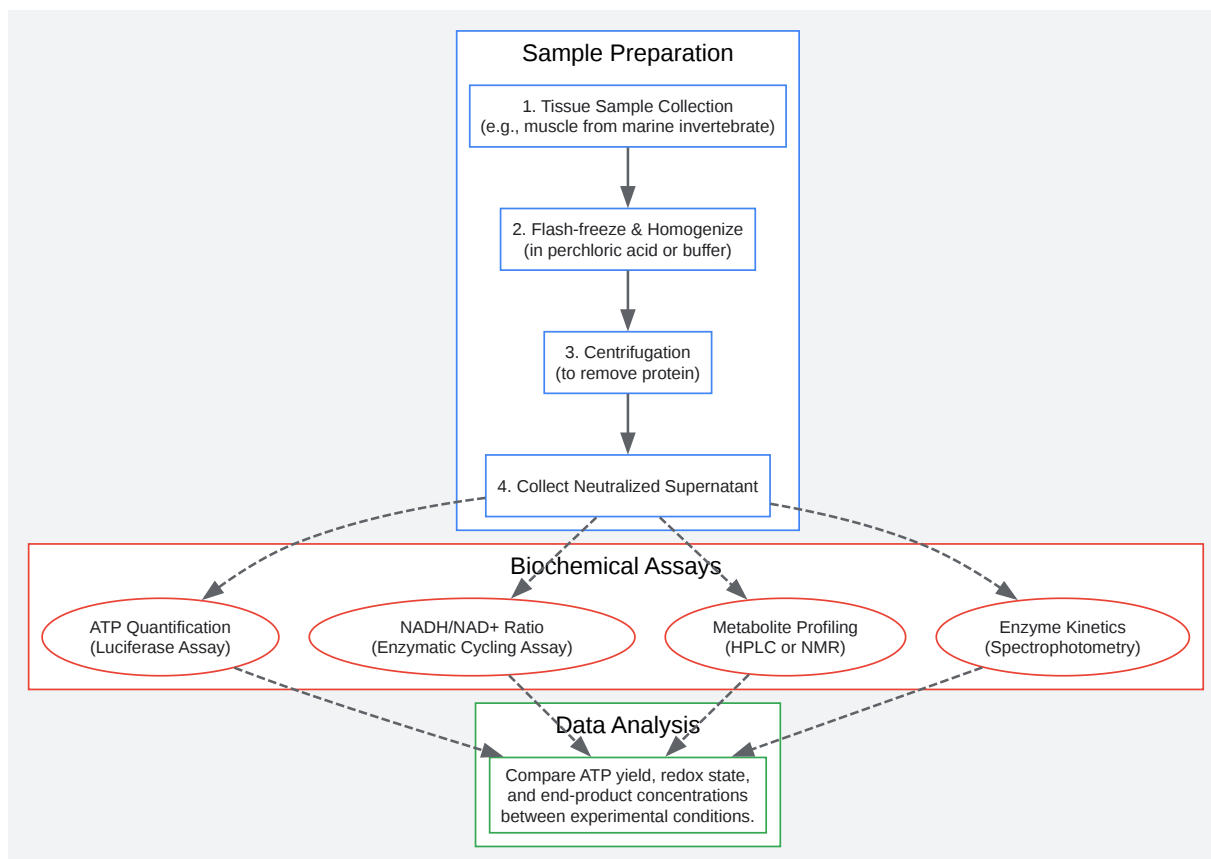 Sample Preparation
1. Tissue Sample Collection
(e.g., muscle from marine invertebrate)
2. Flash-freeze & Homogenize
(in perchloric acid or buffer)
3. Centrifugation
(to remove protein)
4. Collect Neutralized Supernatant
Biochemical Assays
ATP Quantification
(Luciferase Assay)
NADH/NAD+ Ratio
(Enzymatic Cycling Assay)
Metabolite Profiling
(HPLC or NMR)
Enzyme Kinetics
(Spectrophotometry)
Data Analysis
Compare ATP yield, redox state,
and end-product concentrations
between experimental conditions.